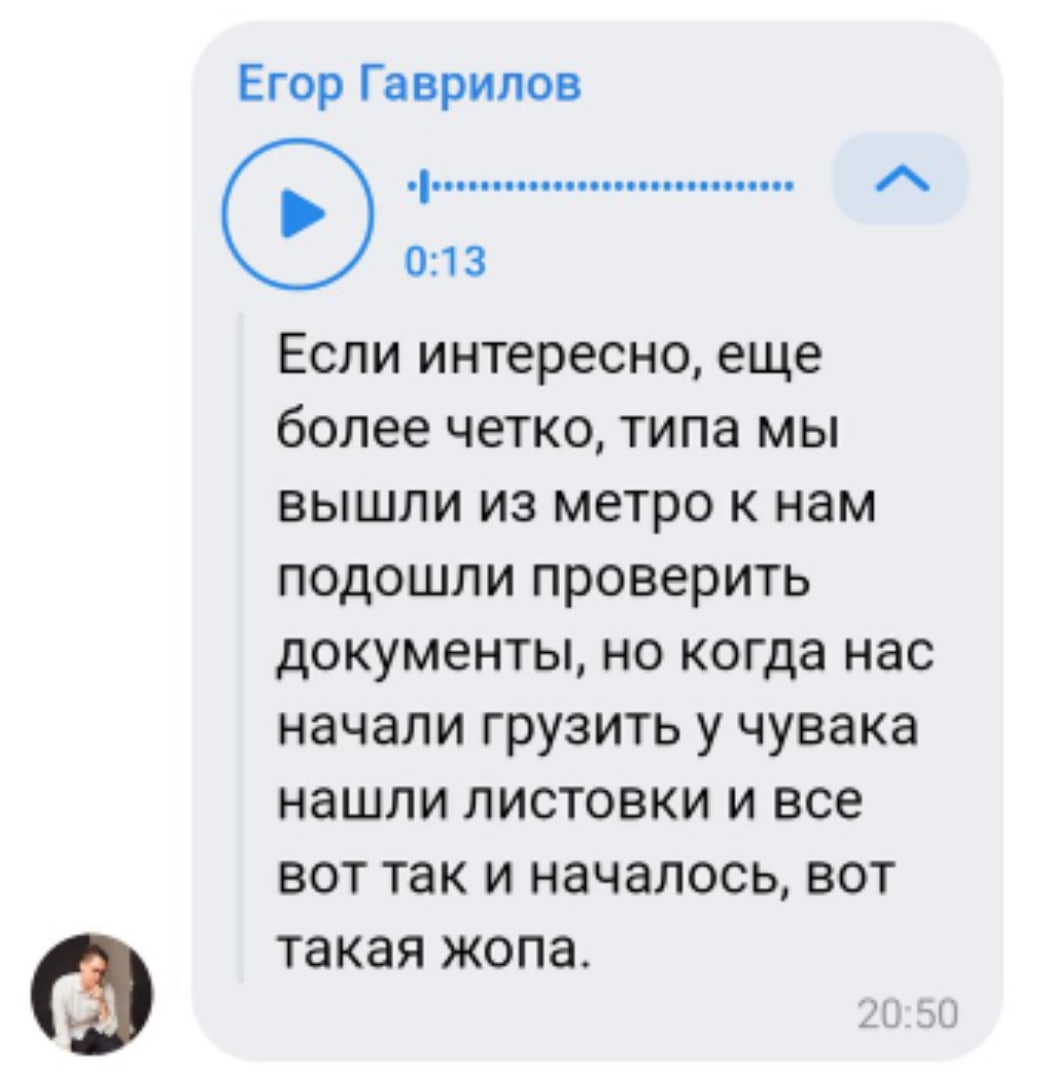 Егор Гаврилов
0:13
Если интересно, еще
более четко, типа мы
вышли из метро к нам
подошли проверить
документы, но когда нас
начали грузить у чувака
нашли листовки и все
вот так и началось, вот
такая жопа.
20:50